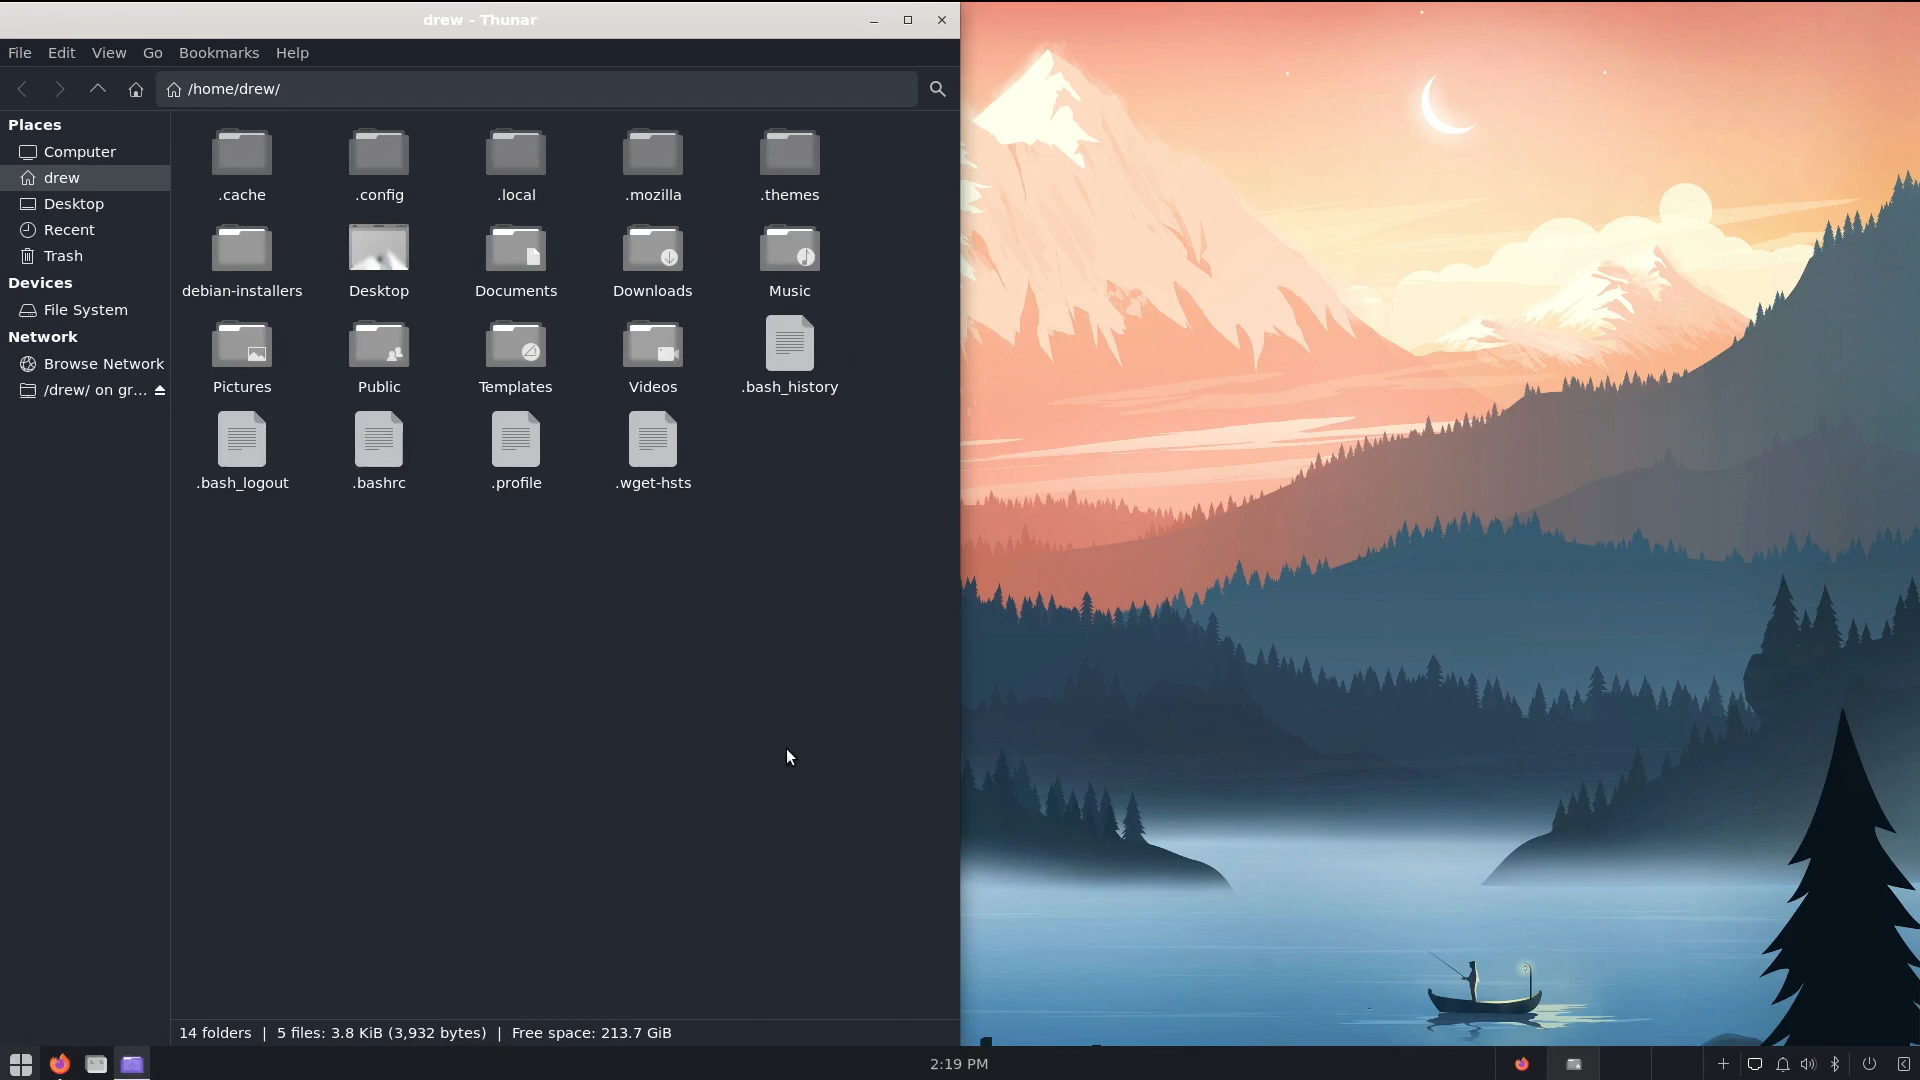 drew - Thunar
File Edit View Go Bookmarks Help
/home/drew/
Places
Computer
drew
Desktop
Recent
Trash
Devices
File System
Network
Browse Network
/drew/ on gr...
.cache .config .local .mozilla .themes
debian-installers Desktop Documents Downloads Music
Pictures Public Templates Videos .bash_history
.bash_logout .bashrc .profile .wget-hsts
14 folders | 5 files: 3.8 KiB (3,932 bytes) | Free space: 213.7 GiB
2:19 PM